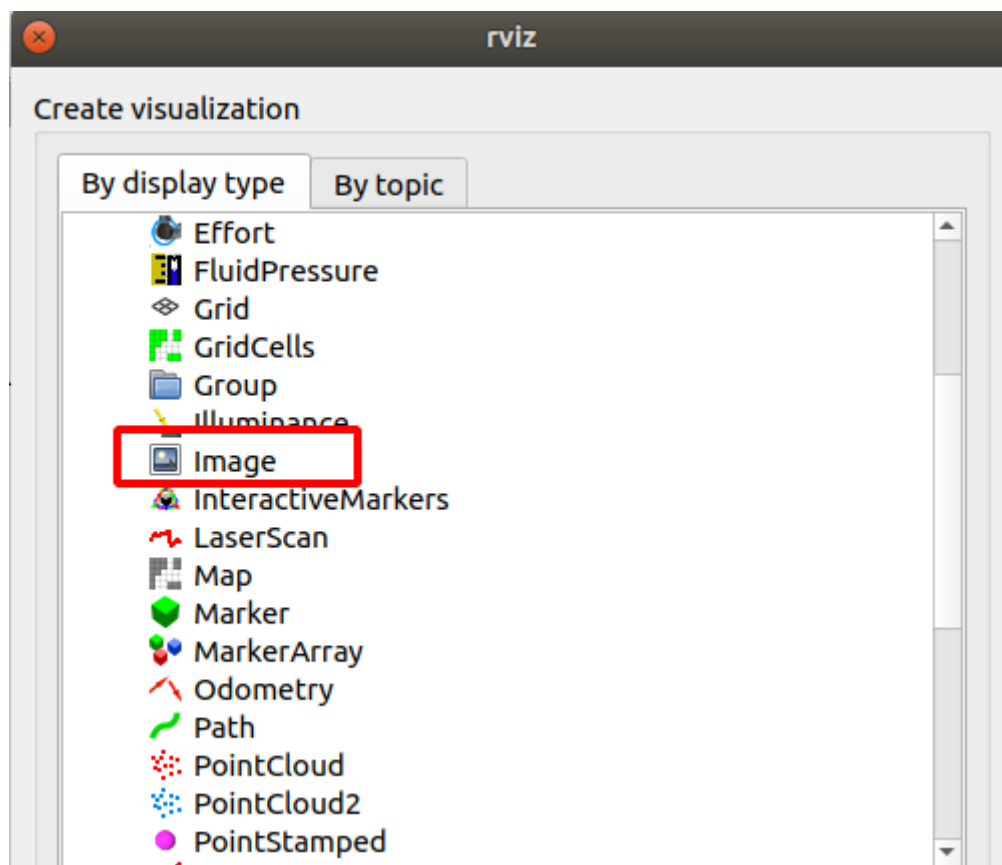 rviz
Create visualization
By display type
By topic
Effort
FluidPressure
Grid
GridCells
Group
Illuminance
Image
InteractiveMarkers
LaserScan
Map
Marker
MarkerArray
Odometry
Path
PointCloud
PointCloud2
PointStamped